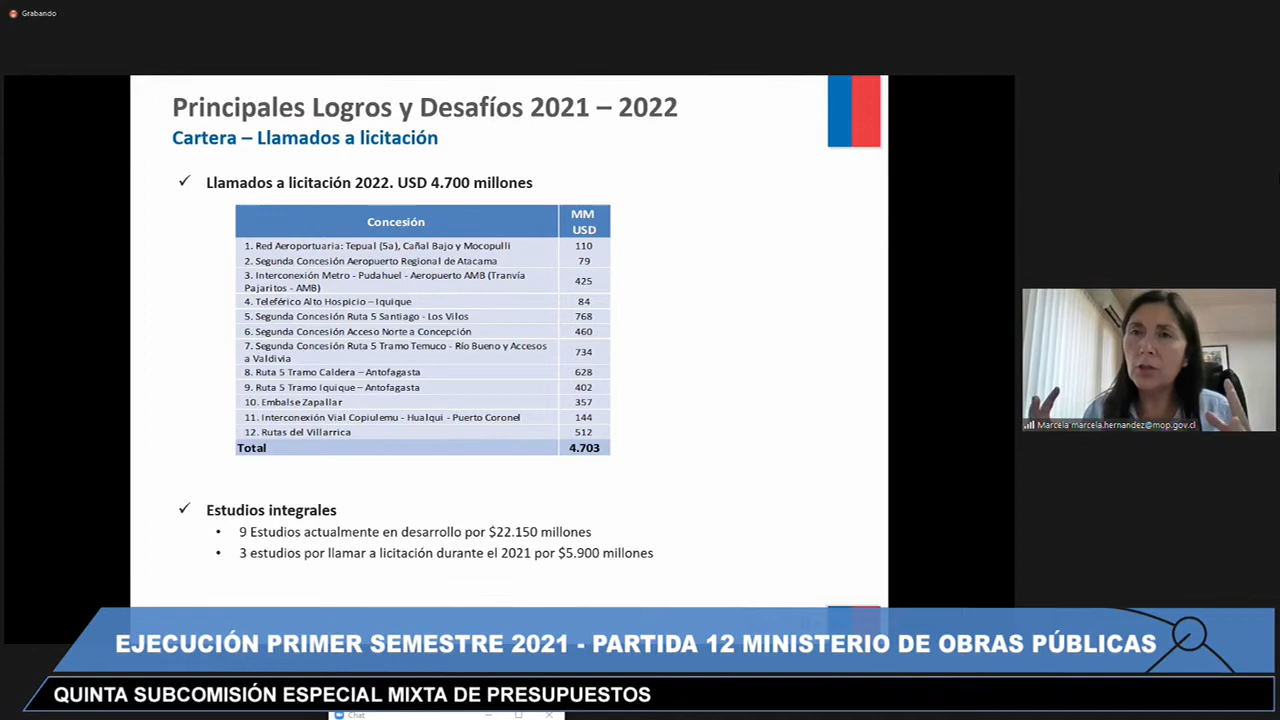 Grabando
Principales Logros y Desafíos 2021 – 2022
Cartera – Llamados a licitación
✓ Llamados a licitación 2022. USD 4.700 millones
Concesión MM USD
1. Red Aeroportuaria: Tepual (5a), Cañal Bajo y Mocopulli 110
2. Segunda Concesión Aeropuerto Regional de Atacama 79
3. Interconexión Metro - Pudahuel - Aeropuerto AMB (Tranvía
Pajaritos - AMB) 425
4. Teleférico Alto Hospicio – Iquique 84
5. Segunda Concesión Ruta 5 Santiago - Los Vilos 768
6. Segunda Concesión Acceso Norte a Concepción 460
7. Segunda Concesión Ruta 5 Tramo Temuco - Río Bueno y Accesos
a Valdivia 734
8. Ruta 5 Tramo Caldera – Antofagasta 628
9. Ruta 5 Tramo Iquique – Antofagasta 402
10. Embalse Zapallar 357
11. Interconexión Vial Copiulemu - Hualqui - Puerto Coronel 144
12. Rutas del Villarrica 512
Total 4.703
✓ Estudios integrales
• 9 Estudios actualmente en desarrollo por $22.150 millones
• 3 estudios por llamar a licitación durante el 2021 por $5.900 millones
Marcela marcela.hernandez@mop.gov.cl
EJECUCIÓN PRIMER SEMESTRE 2021 - PARTIDA 12 MINISTERIO DE OBRAS PÚBLICAS
QUINTA SUBCOMISIÓN ESPECIAL MIXTA DE PRESUPUESTOS
Chat